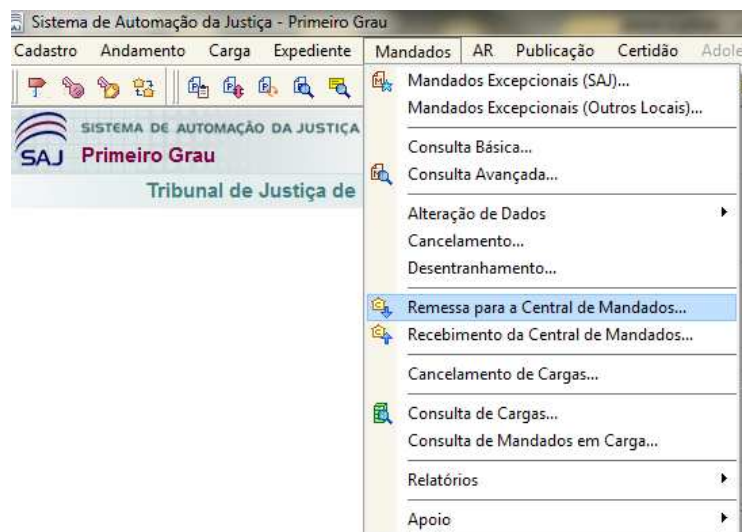 Sistema de Automação da Justiça - Primeiro Grau
Cadastro Andamento Carga Expediente Mandados AR Publicação Certidão Adole
SISTEMA DE AUTOMAÇÃO DA JUSTIÇA
SAJ Primeiro Grau
Tribunal de Justiça de
Mandados Excepcionais (SAJ)...
Mandados Excepcionais (Outros Locais)...
Consulta Básica...
Consulta Avançada...
Alteração de Dados
Cancelamento...
Desentranhamento...
Remessa para a Central de Mandados...
Recebimento da Central de Mandados...
Cancelamento de Cargas...
Consulta de Cargas...
Consulta de Mandados em Carga...
Relatórios
Apoio